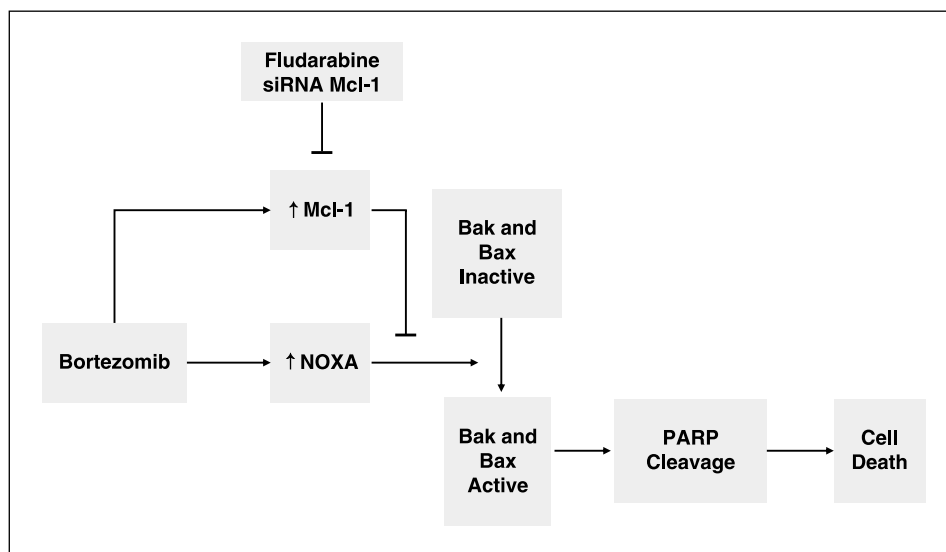 Fludarabine
siRNA Mcl-1
↑ Mcl-1
Bak and
Bax
Inactive
Bortezomib
↑ NOXA
Bak and
Bax
Active
PARP
Cleavage
Cell
Death